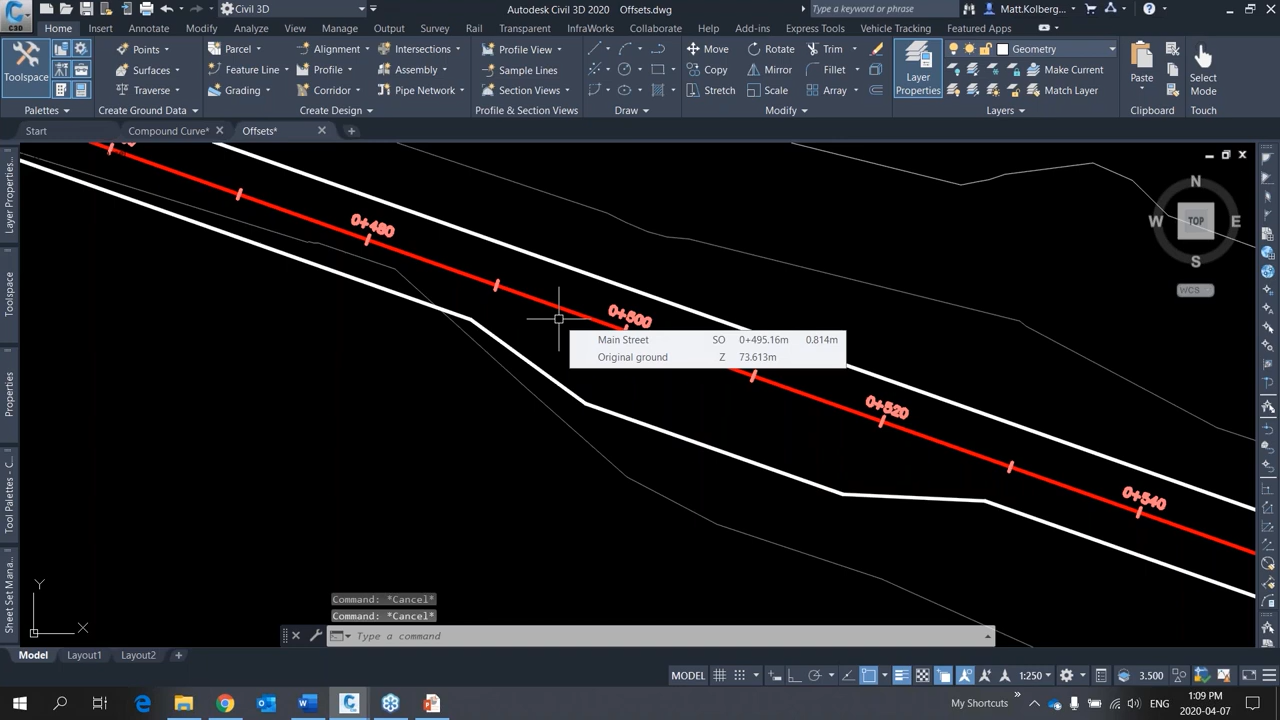 Civil 3D
Autodesk Civil 3D 2020 Offsets.dwg
Type a keyword or phrase
Matt.Kolberg...
C3D
Home Insert Annotate Modify Analyze View Manage Output Survey Rail Transparent InfraWorks Collaborate Help Add-ins Express Tools Vehicle Tracking Featured Apps
Toolspace
Points
Surfaces
Traverse
Parcel
Feature Line
Grading
Alignment
Profile
Corridor
Intersections
Assembly
Pipe Network
Profile View
Sample Lines
Section Views
Move
Copy
Stretch
Rotate
Mirror
Scale
Trim
Fillet
Array
Layer
Properties
Geometry
Make Current
Match Layer
Paste
Select
Mode
Palettes
Create Ground Data
Create Design
Profile & Section Views
Draw
Modify
Layers
Clipboard
Touch
Start
Compound Curve*
Offsets*
Layer Properties...
Toolspace
Properties
Tool Palettes - C...
Sheet Set Mana...
0+480
0+500
0+520
0+540
Main Street SO 0+495.16m 0.814m
Original ground Z 73.613m
N
W
TOP
E
S
WCS
Y
X
Command: *Cancel*
Command: *Cancel*
Type a command
Model Layout1 Layout2
MODEL
1:250
3.500
My Shortcuts
ENG
1:09 PM
2020-04-07